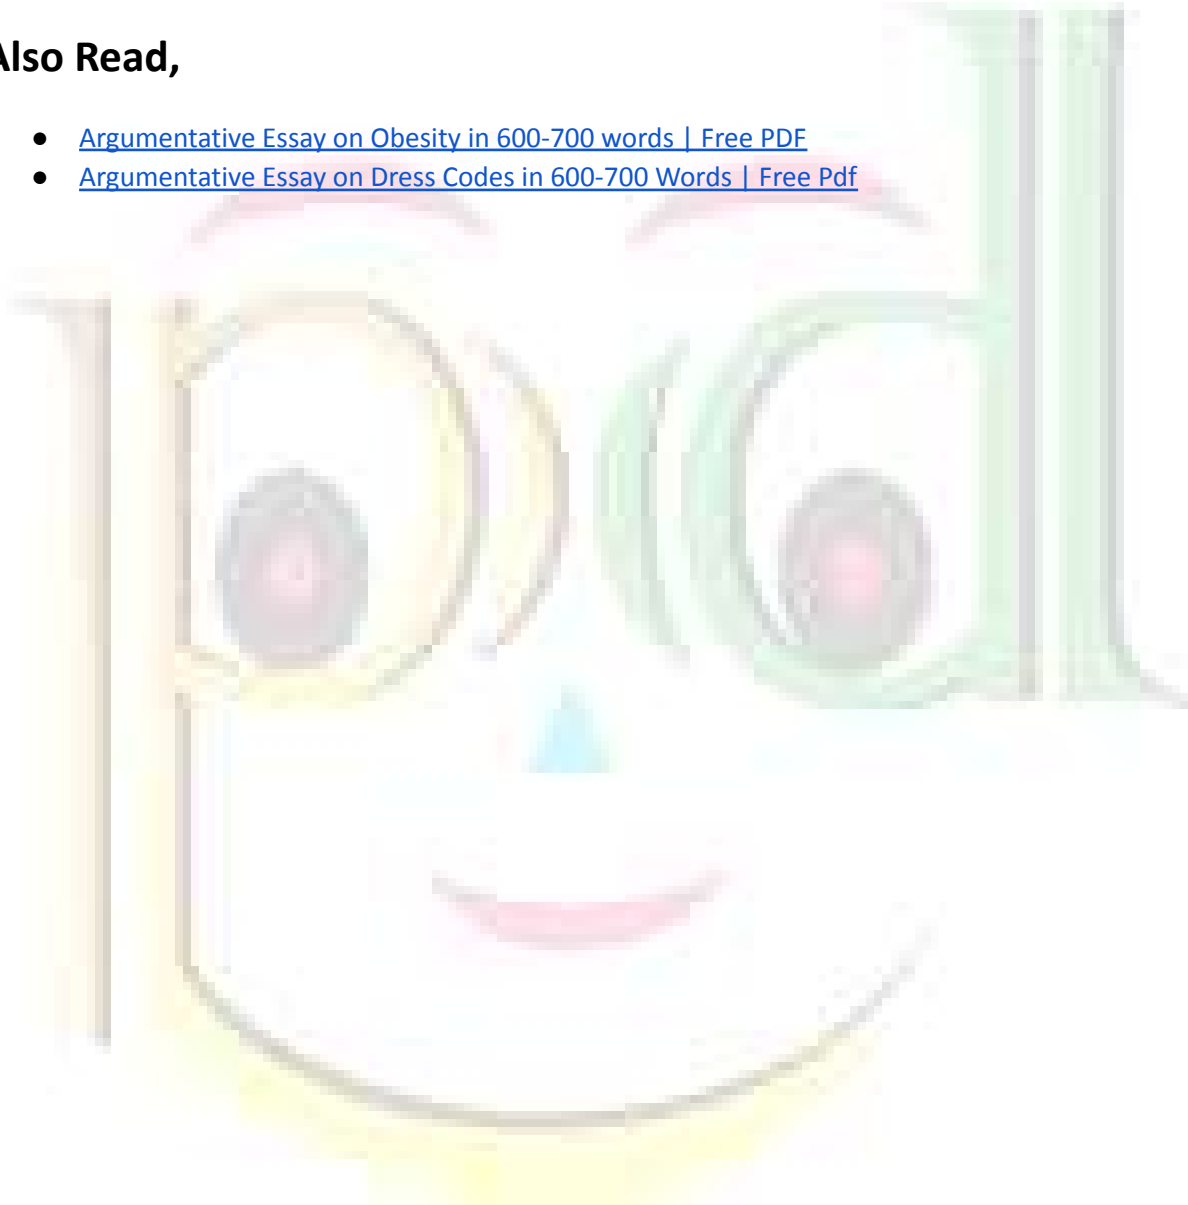 Also Read,
● Argumentative Essay on Obesity in 600-700 words | Free PDF
● Argumentative Essay on Dress Codes in 600-700 Words | Free Pdf